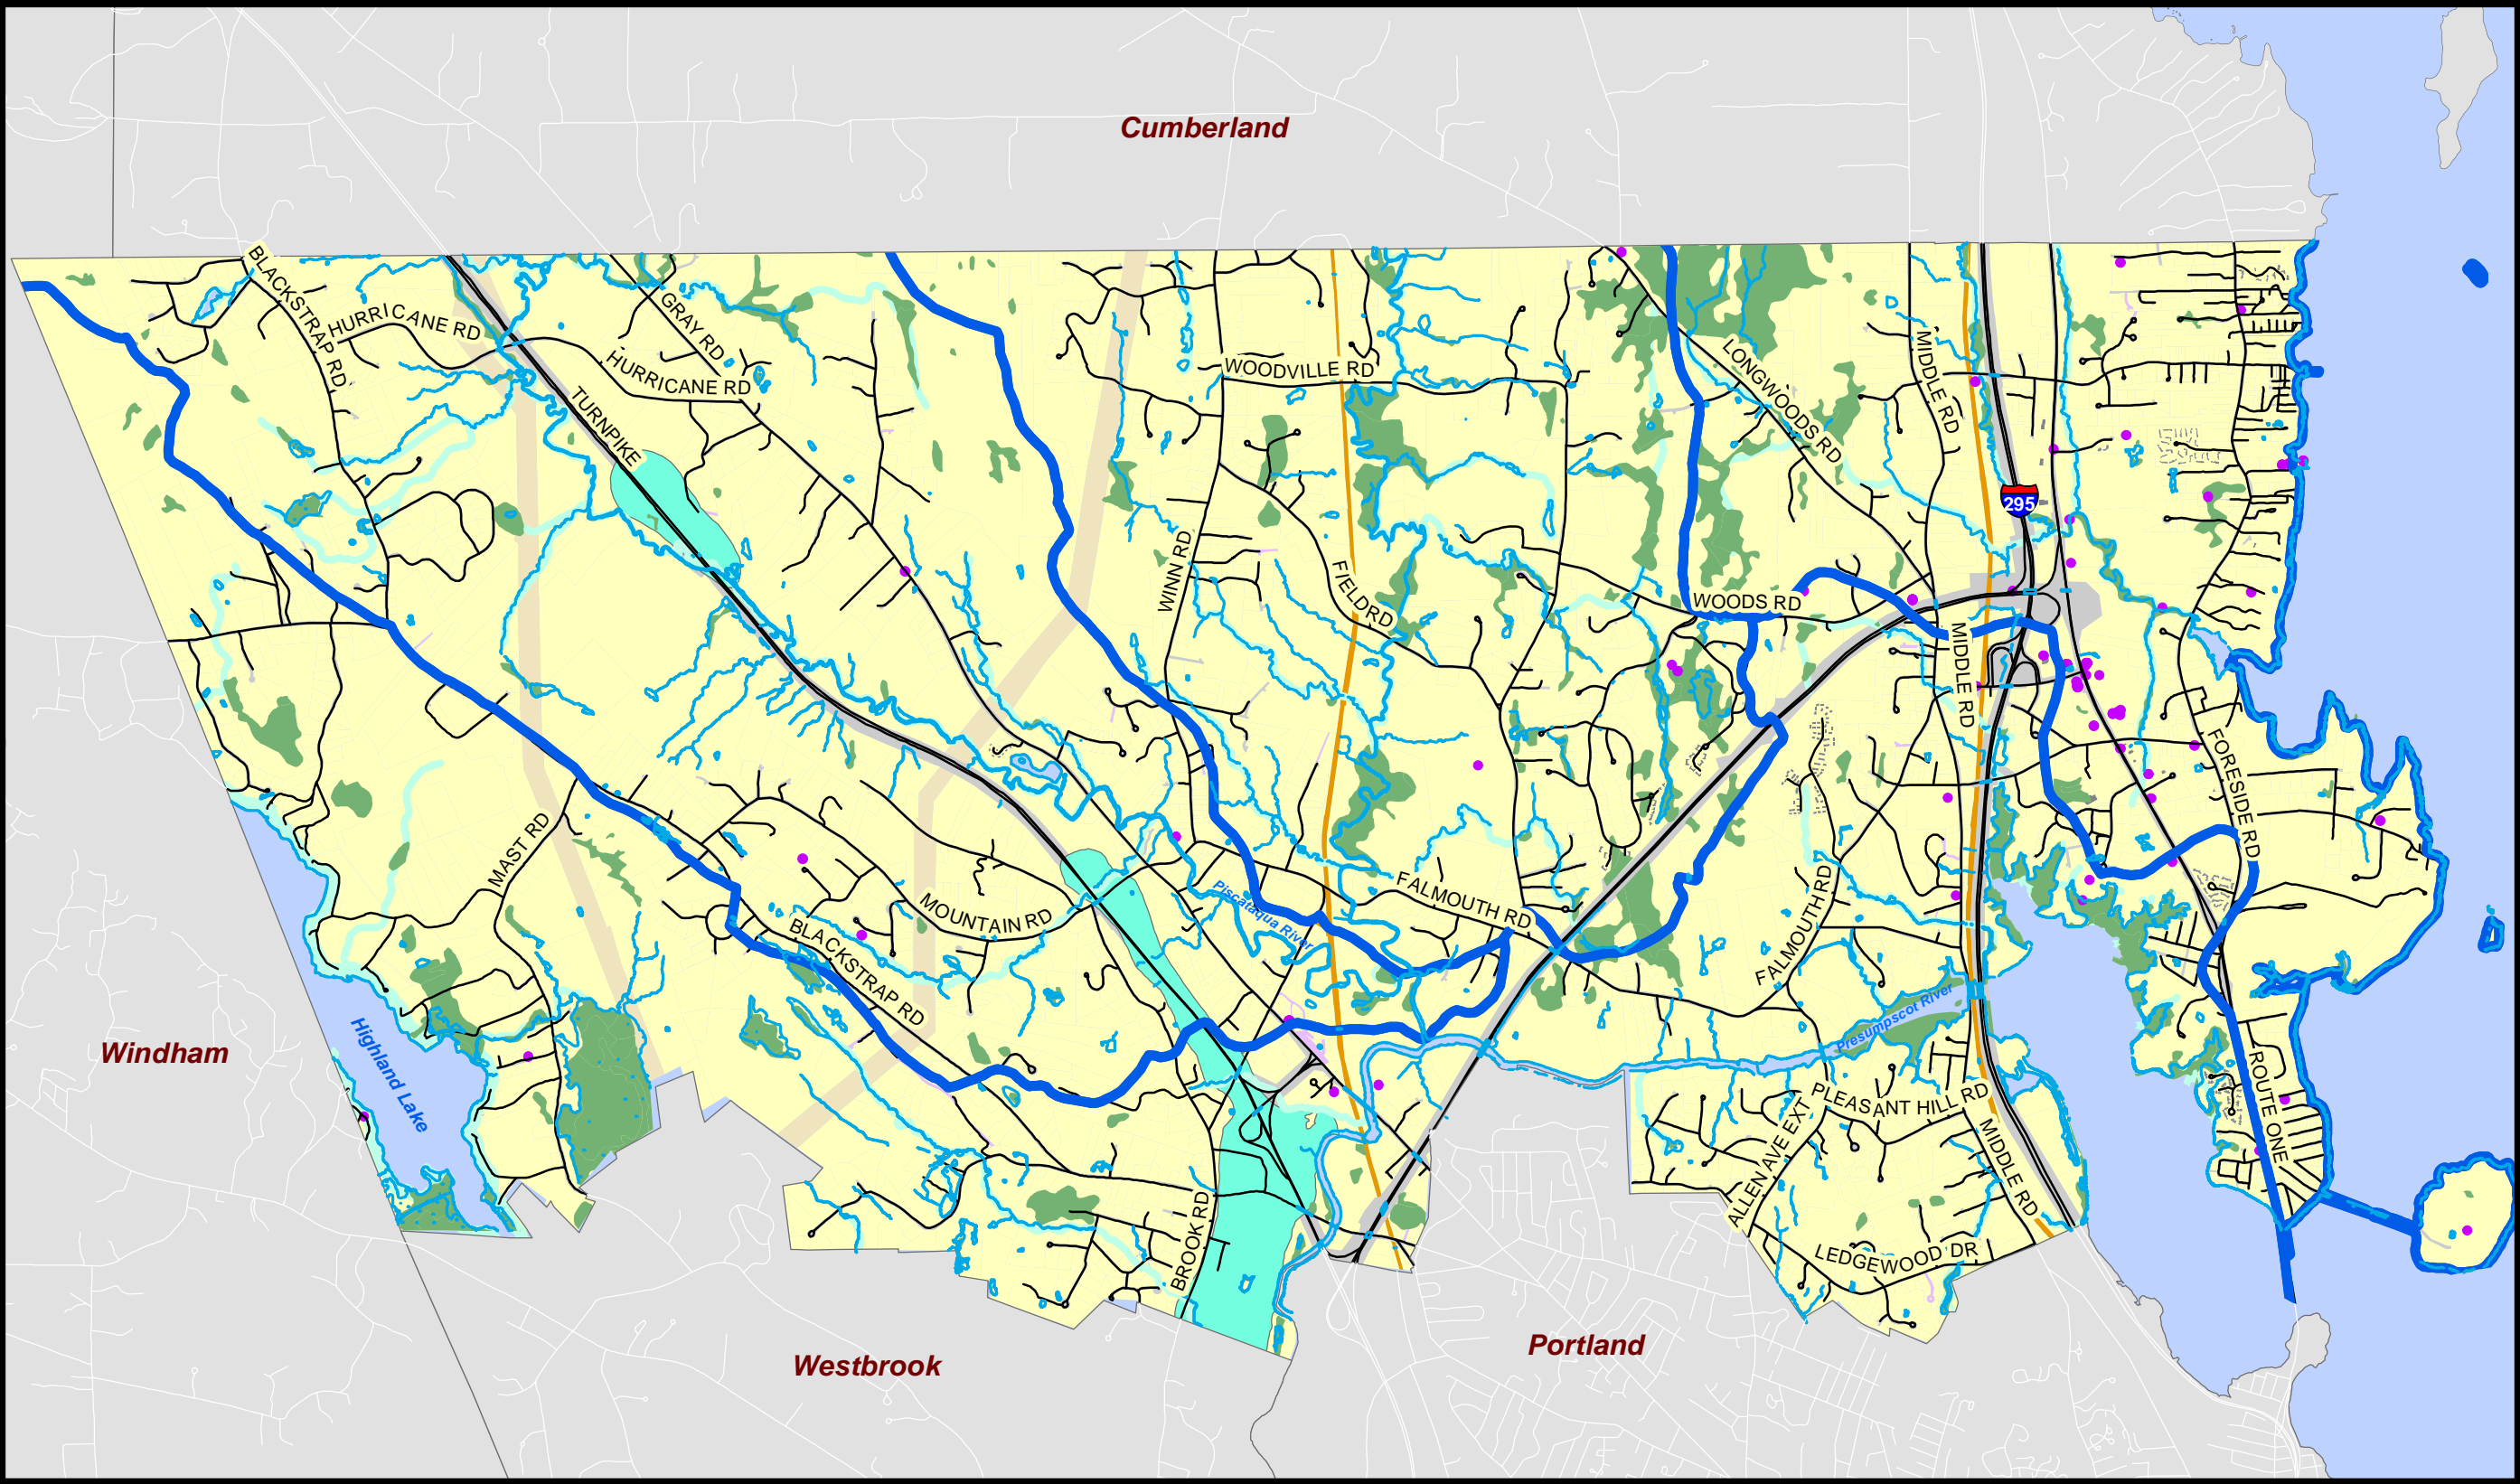 Cumberland
BLACKSTRAP RD
HURRICANE RD
GRAY RD
HURRICANE RD
TURNPIKE
WOODVILLE RD
LONGWOODS RD
MIDDLE RD
295
WINN RD
FIELD RD
WOODS RD
MIDDLE RD
FORESIDE RD
MAST RD
MOUNTAIN RD
BLACKSTRAP RD
Piscataqua River
FALMOUTH RD
FALMOUTH RD
Presumpscot River
Windham
Highland Lake
PLEASANT HILL RD
ALLEN AVE EXT
MIDDLE RD
ROUTE ONE
BROOK RD
LEDGEWOOD DR
Westbrook
Portland